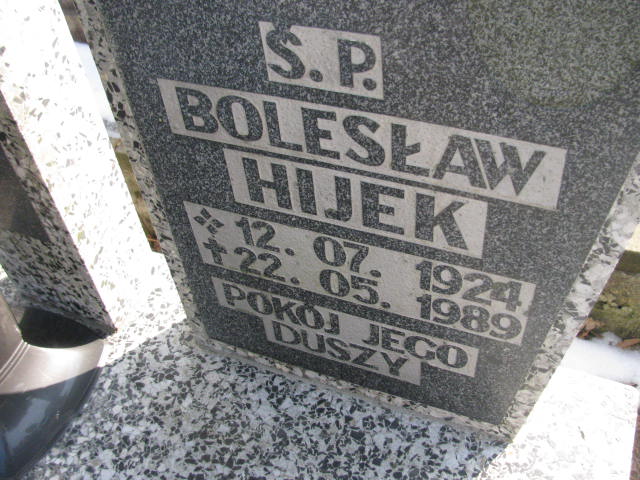 Ś. P.
BOLESŁAW
HIJEK
12. 07. 1924.
✝ 22. 05. 1989
POKÓJ JEGO
DUSZY